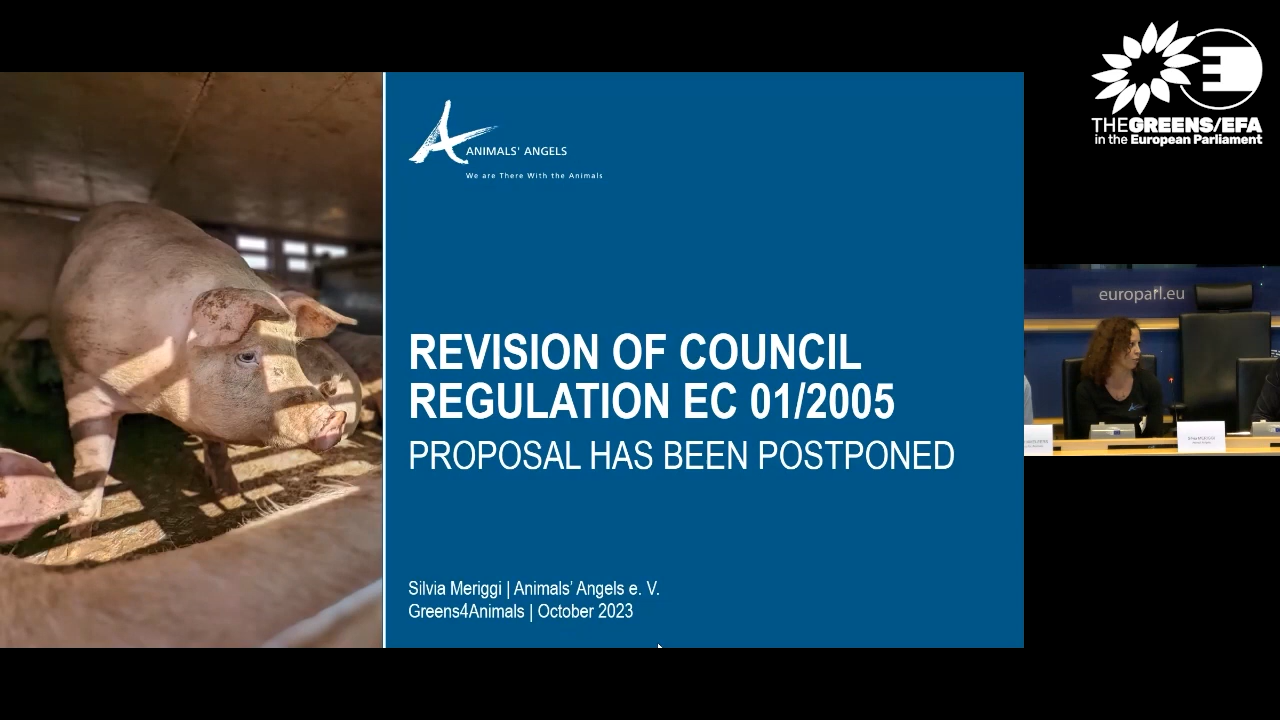 THE GREENS/EFA
in the European Parliament
ANIMALS' ANGELS
We are There With the Animals
REVISION OF COUNCIL
REGULATION EC 01/2005
PROPOSAL HAS BEEN POSTPONED
Silvia Meriggi | Animals’ Angels e. V.
Greens4Animals | October 2023
europarl.eu